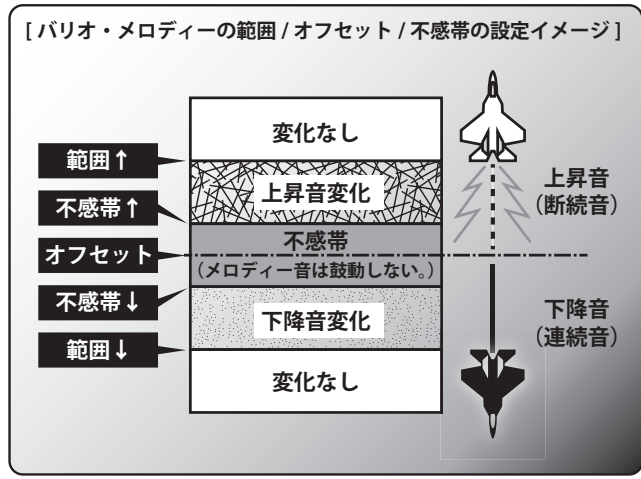 [ バリオ・メロディーの範囲 / オフセット / 不感帯の設定イメージ ]
変化なし
範囲↑
上昇音変化
上昇音
（断続音）
不感帯↑
不感帯
オフセット
（メロディー音は鼓動しない。）
不感帯↓
下降音変化
下降音
（連続音）
範囲↓
変化なし